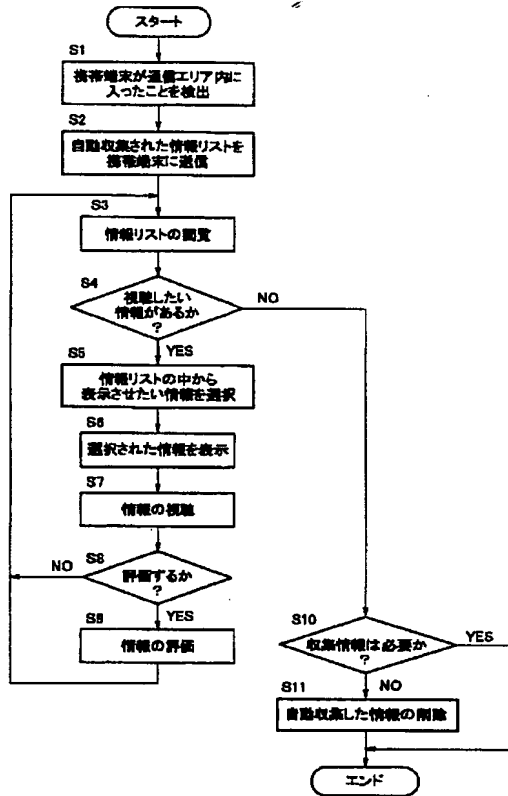 スタート
S1
携帯端末が通信エリア内に
入ったことを検出
S2
自動収集された情報リストを
携帯端末に送信
S3
情報リストの閲覧
S4
視聴したい
情報があるか
?
NO
YES
S5
情報リストの中から
表示させたい情報を選択
S6
選択された情報を表示
S7
情報の視聴
S8
評価するか
?
NO
YES
S9
情報の評価
S10
収集情報は必要か
?
YES
NO
S11
自動収集した情報の削除
エンド